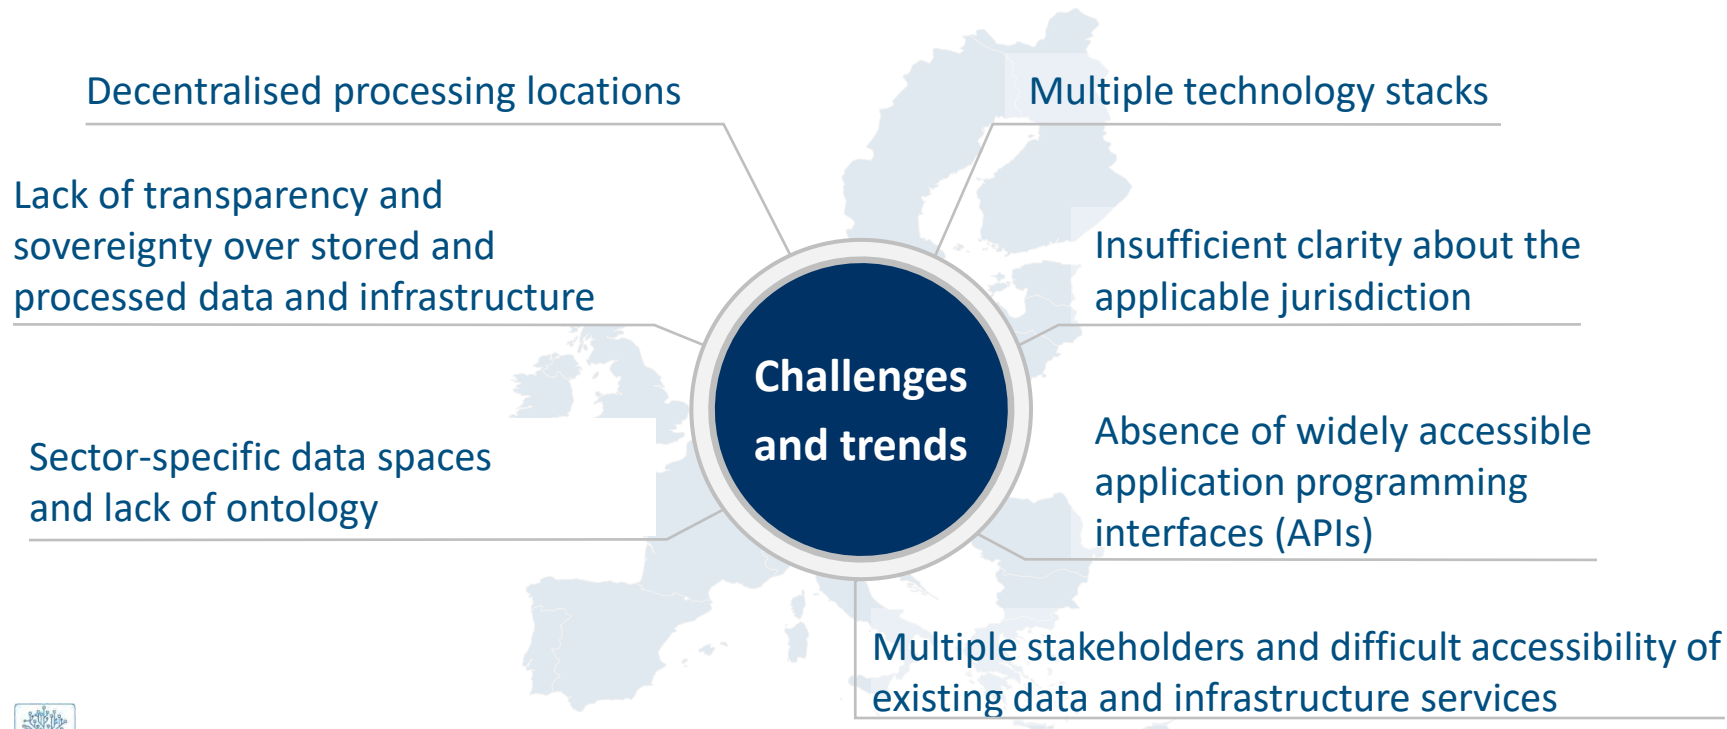 Decentralised processing locations
Multiple technology stacks
Lack of transparency and
sovereignty over stored and
processed data and infrastructure
Insufficient clarity about the
applicable jurisdiction
Challenges
and trends
Sector-specific data spaces
and lack of ontology
Absence of widely accessible
application programming
interfaces (APIs)
Multiple stakeholders and difficult accessibility of
existing data and infrastructure services